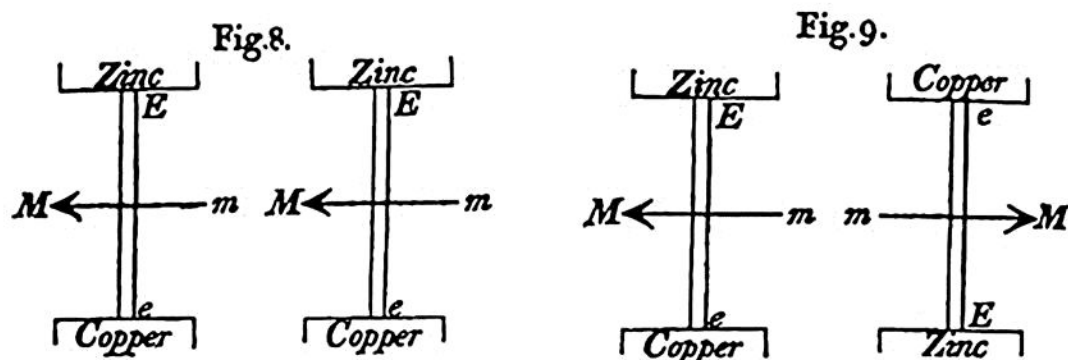 Fig.8.
Zinc Zinc
E E
M m M m
e e
Copper Copper
Fig.9.
Zinc Copper
E e
M m m M
e E
Copper Zinc